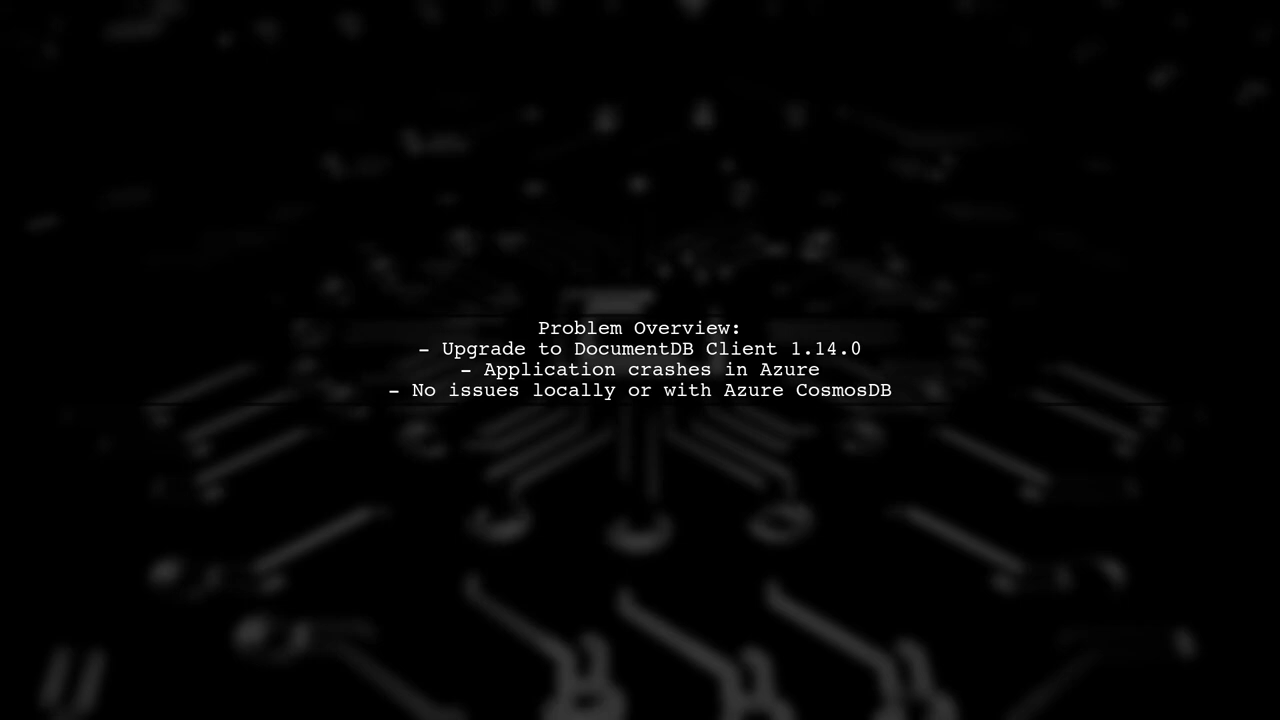 Problem Overview:
- Upgrade to DocumentDB Client 1.14.0
- Application crashes in Azure
- No issues locally or with Azure CosmosDB